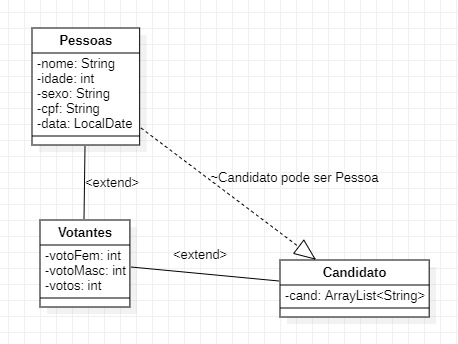 Pessoas
-nome: String
-idade: int
-sexo: String
-cpf: String
-data: LocalDate
~Candidato pode ser Pessoa
<extend>
Votantes
-votoFem: int
-votoMasc: int
-votos: int
<extend>
Candidato
-cand: ArrayList<String>